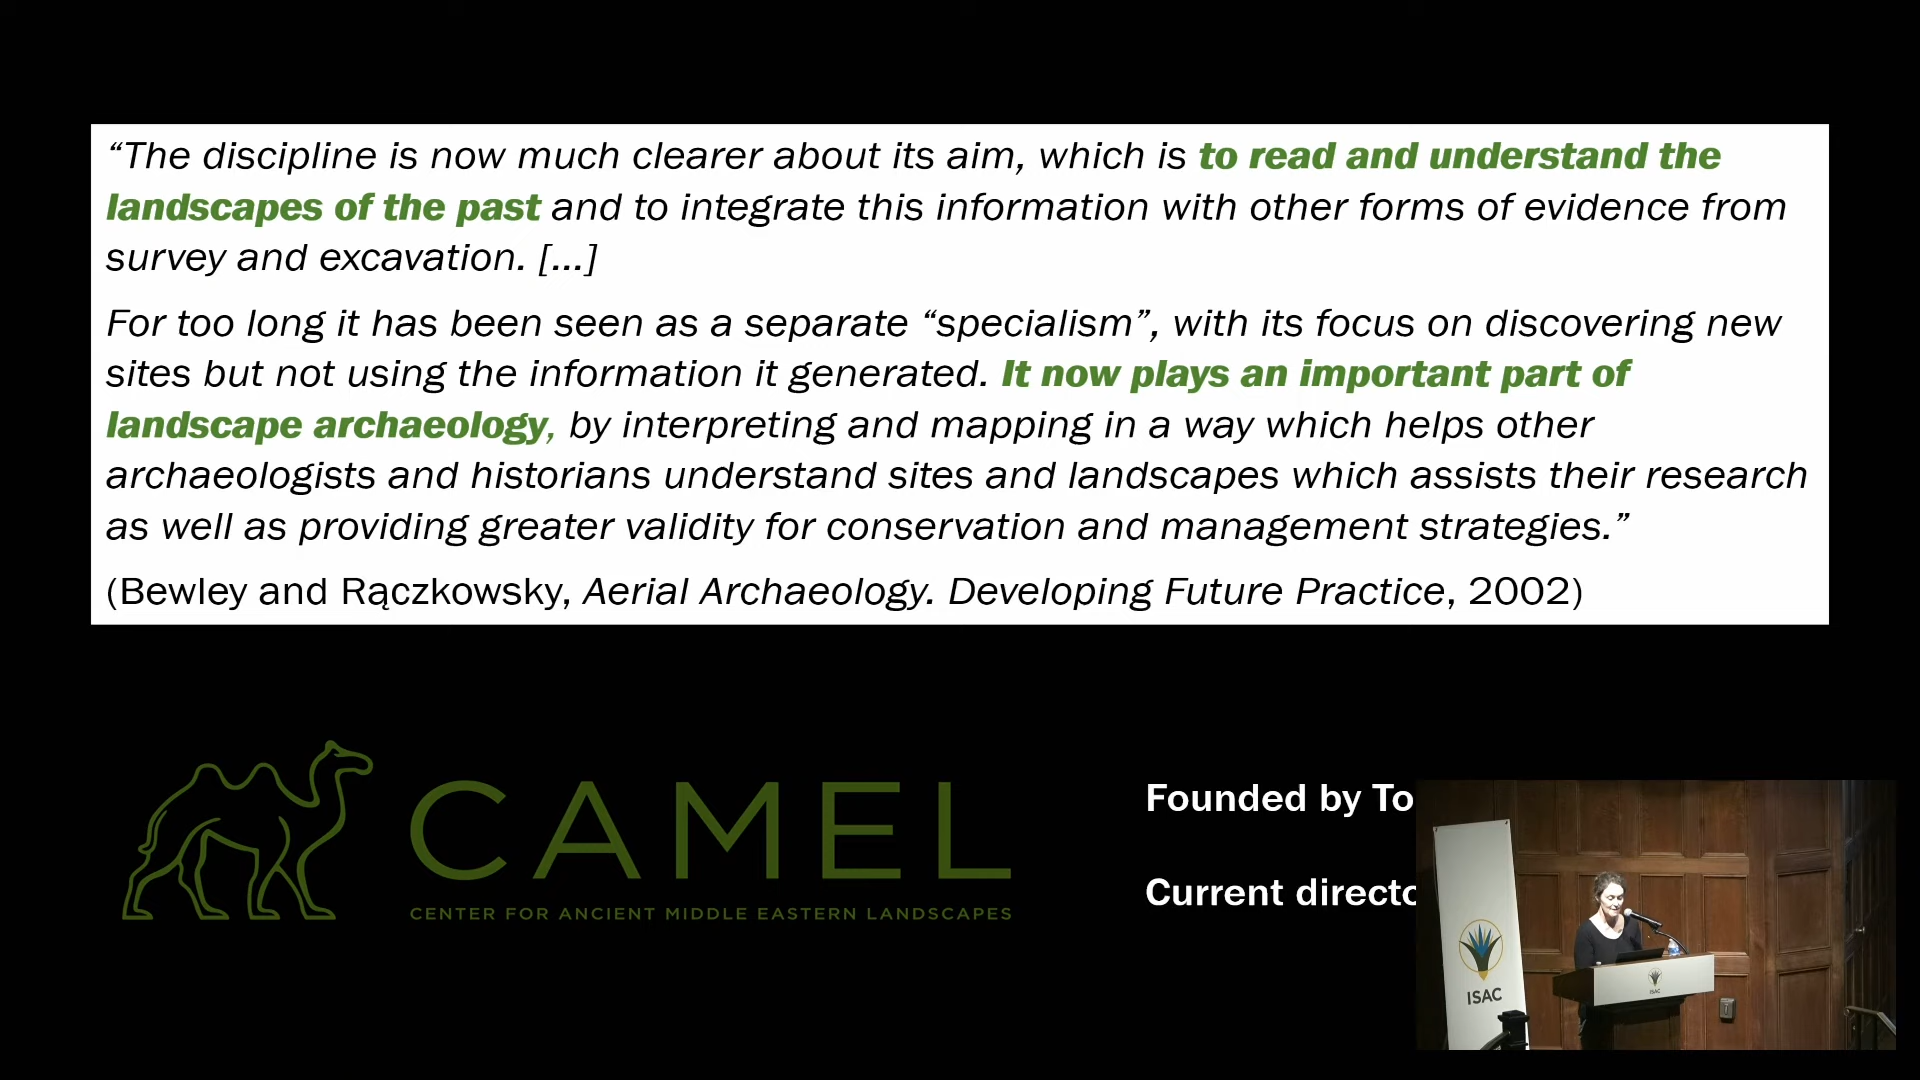 “The discipline is now much clearer about its aim, which is to read and understand the
landscapes of the past and to integrate this information with other forms of evidence from
survey and excavation. [...]
For too long it has been seen as a separate “specialism”, with its focus on discovering new
sites but not using the information it generated. It now plays an important part of
landscape archaeology, by interpreting and mapping in a way which helps other
archaeologists and historians understand sites and landscapes which assists their research
as well as providing greater validity for conservation and management strategies.”
(Bewley and Rączkowsky, Aerial Archaeology. Developing Future Practice, 2002)
CAMEL
CENTER FOR ANCIENT MIDDLE EASTERN LANDSCAPES
Founded by To
Current directo
ISAC
ISAC